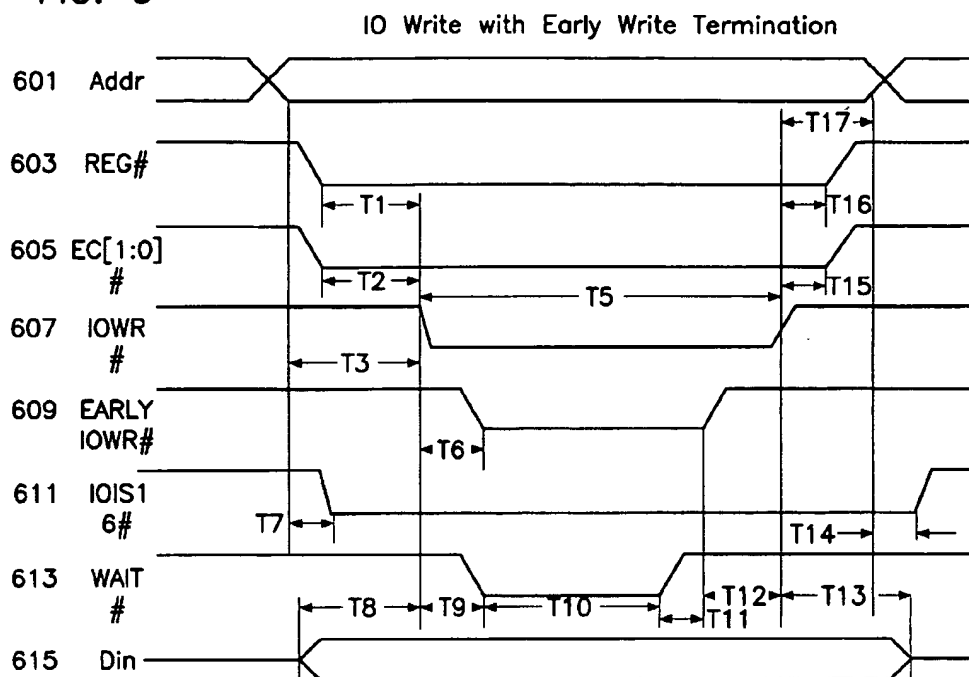 IO Write with Early Write Termination
601 Addr
T17
603 REG#
T1
T16
605 EC[1:0]
#
T2
T15
T5
607 IOWR
#
T3
609 EARLY
IOWR#
T6
611 IOIS1
6#
T7
T14
613 WAIT
#
T8
T9
T10
T12
T13
T11
615 Din